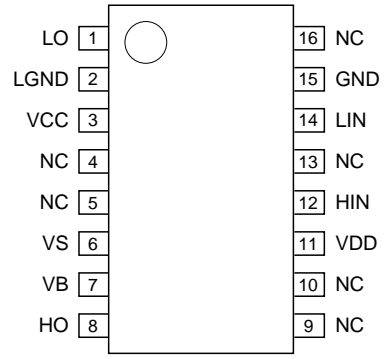 LO 1 16 NC
LGND 2 15 GND
VCC 3 14 LIN
NC 4 13 NC
NC 5 12 HIN
VS 6 11 VDD
VB 7 10 NC
HO 8 9 NC